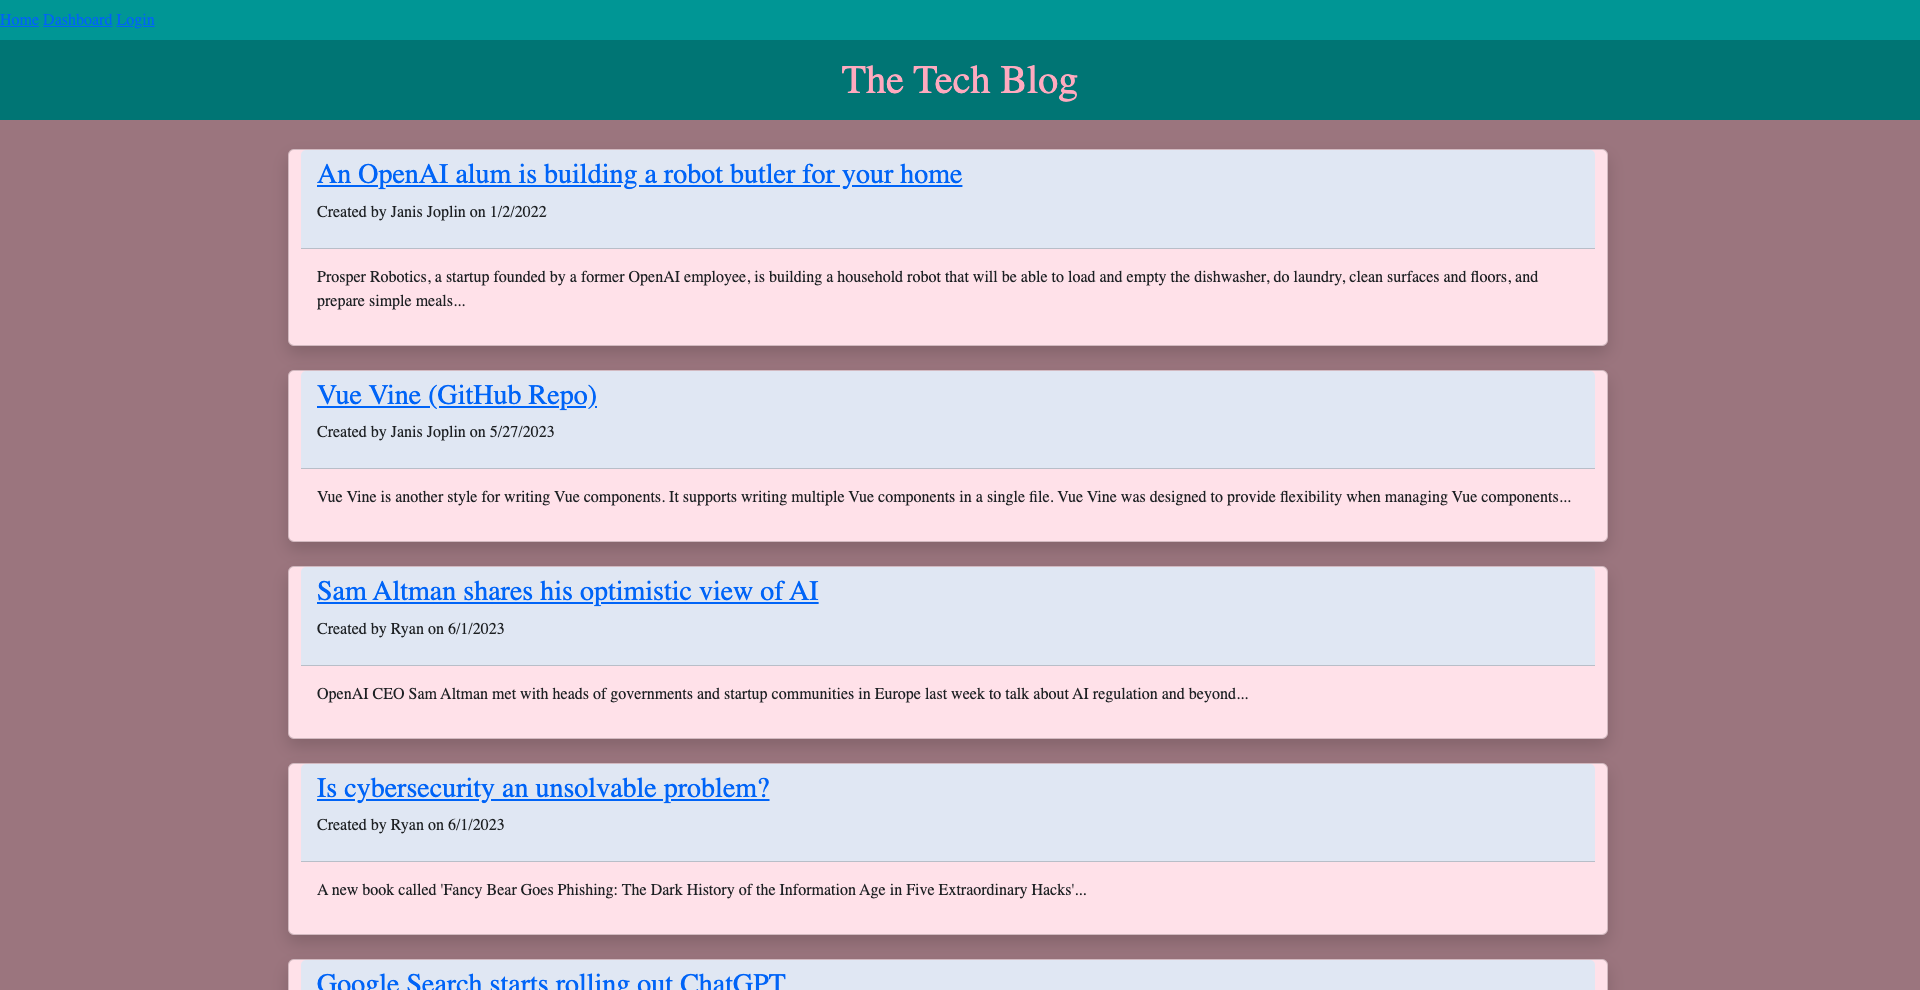 Home Dashboard Login
The Tech Blog
An OpenAI alum is building a robot butler for your home
Created by Janis Joplin on 1/2/2022
Prosper Robotics, a startup founded by a former OpenAI employee, is building a household robot that will be able to load and empty the dishwasher, do laundry, clean surfaces and floors, and
prepare simple meals...
Vue Vine (GitHub Repo)
Created by Janis Joplin on 5/27/2023
Vue Vine is another style for writing Vue components. It supports writing multiple Vue components in a single file. Vue Vine was designed to provide flexibility when managing Vue components...
Sam Altman shares his optimistic view of AI
Created by Ryan on 6/1/2023
OpenAI CEO Sam Altman met with heads of governments and startup communities in Europe last week to talk about AI regulation and beyond...
Is cybersecurity an unsolvable problem?
Created by Ryan on 6/1/2023
A new book called 'Fancy Bear Goes Phishing: The Dark History of the Information Age in Five Extraordinary Hacks'...
Google Search starts rolling out ChatGPT